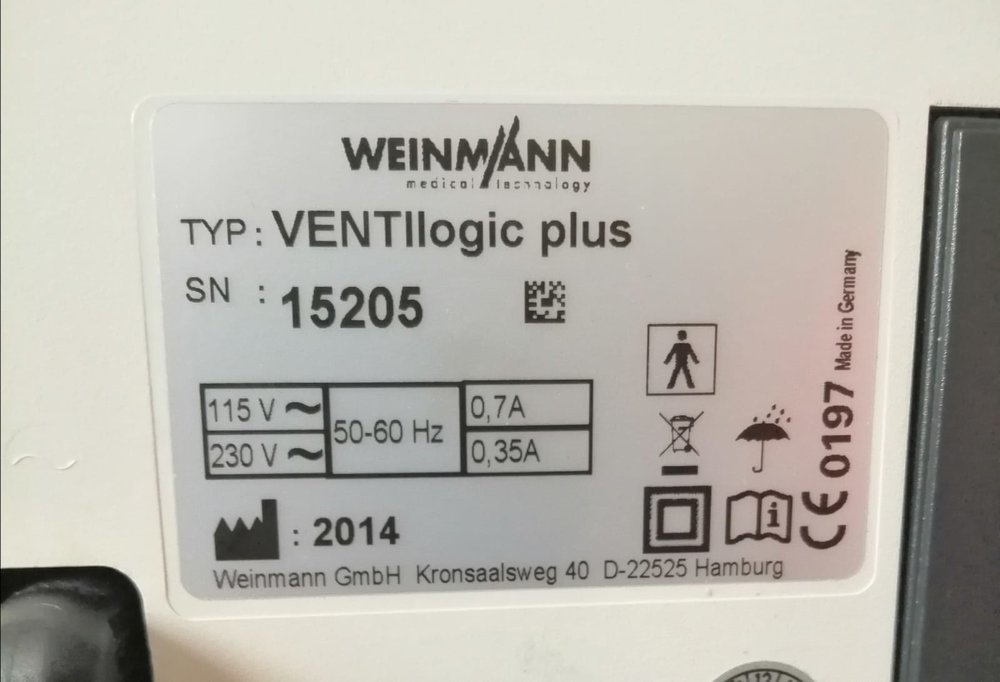 WEINMANN
medical technology
TYP: VENTIlogic plus
SN : 15205
115 V ~ 50-60 Hz 0,7A
230 V ~ 0,35A
: 2014
Weinmann GmbH Kronsaalsweg 40 D-22525 Hamburg
CE 0197 Made in Germany
i
12